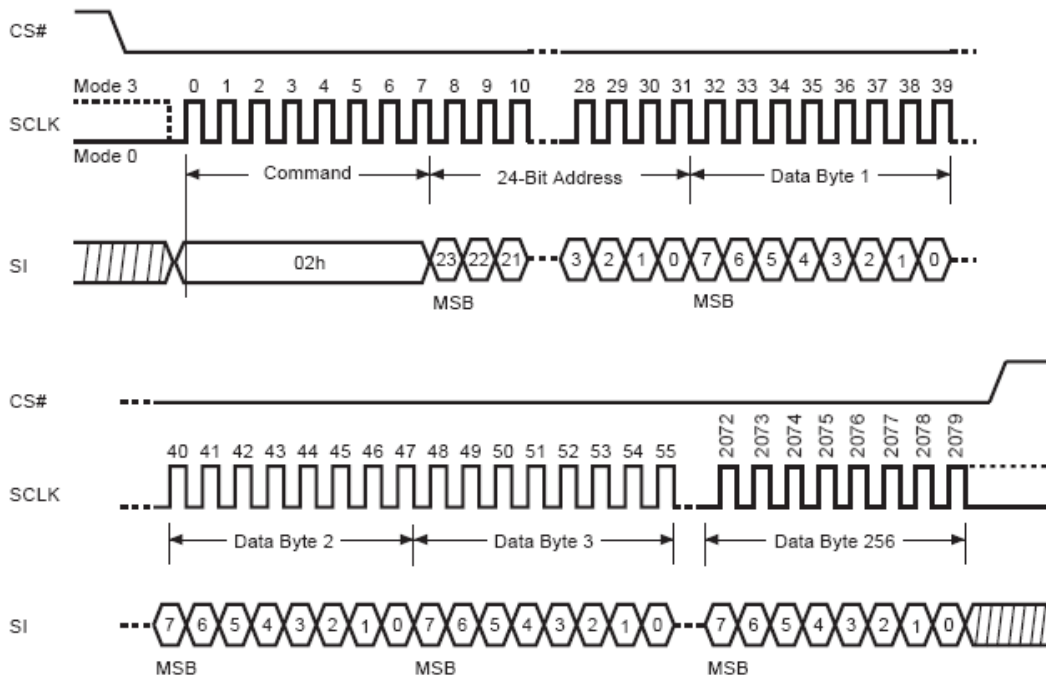 CS#
Mode 3 0 1 2 3 4 5 6 7 8 9 10 28 29 30 31 32 33 34 35 36 37 38 39
SCLK
Mode 0
Command 24-Bit Address Data Byte 1
SI 02h 23 22 21 3 2 1 0 7 6 5 4 3 2 1 0
MSB MSB
CS#
40 41 42 43 44 45 46 47 48 49 50 51 52 53 54 55 2072 2073 2074 2075 2076 2077 2078 2079
SCLK
Data Byte 2 Data Byte 3 Data Byte 256
SI 7 6 5 4 3 2 1 0 7 6 5 4 3 2 1 0 7 6 5 4 3 2 1 0
MSB MSB MSB